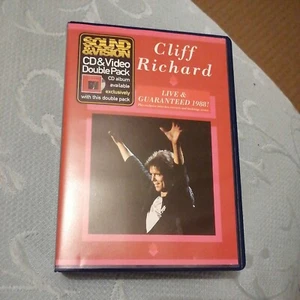 SOUND
&VISION
CD & Video
Double Pack
CD album
available
exclusively
with this double pack
Cliff
Richard
LIVE &
GUARANTEED 1988!